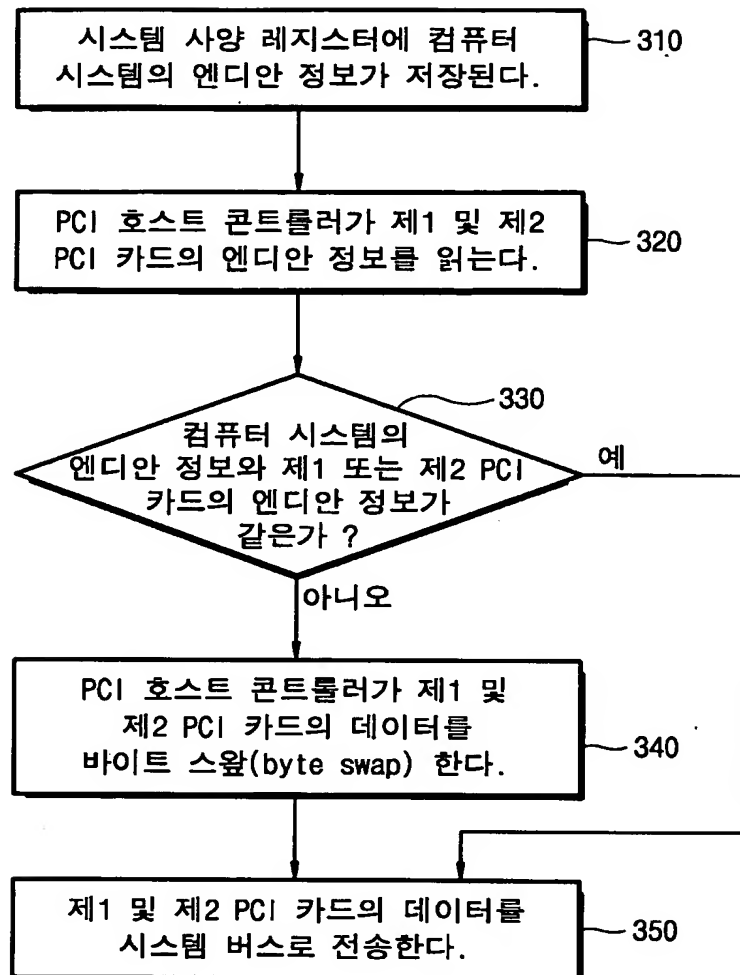 시스템 사양 레지스터에 컴퓨터
시스템의 엔디안 정보가 저장된다.
310
PCI 호스트 콘트롤러가 제1 및 제2
PCI 카드의 엔디안 정보를 읽는다.
320
330
컴퓨터 시스템의
엔디안 정보와 제1 또는 제2 PCI
카드의 엔디안 정보가
같은가 ?
예
아니오
PCI 호스트 콘트롤러가 제1 및
제2 PCI 카드의 데이터를
바이트 스왚(byte swap) 한다.
340
제1 및 제2 PCI 카드의 데이터를
시스템 버스로 전송한다.
350